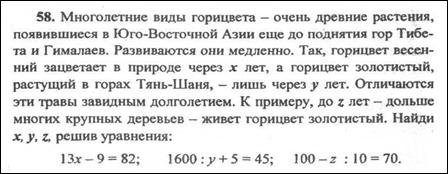 58. Многолетние виды горицвета – очень древние растения,
появившиеся в Юго-Восточной Азии еще до поднятия гор Тибе-
та и Гималаев. Развиваются они медленно. Так, горицвет весен-
ний зацветает в природе через x лет, а горицвет золотистый,
растущий в горах Тянь-Шаня, – лишь через y лет. Отличаются
эти травы завидным долголетием. К примеру, до z лет – дольше
многих крупных деревьев – живет горицвет золотистый. Найди
x, y, z, решив уравнения:
13x – 9 = 82; 1600 : y + 5 = 45; 100 – z : 10 = 70.